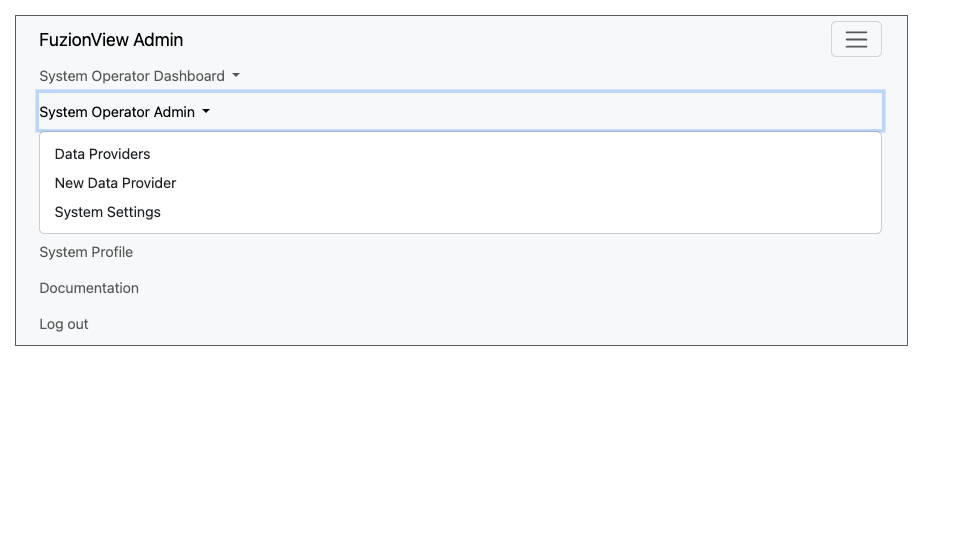 FuzionView Admin
System Operator Dashboard
System Operator Admin
Data Providers
New Data Provider
System Settings
System Profile
Documentation
Log out